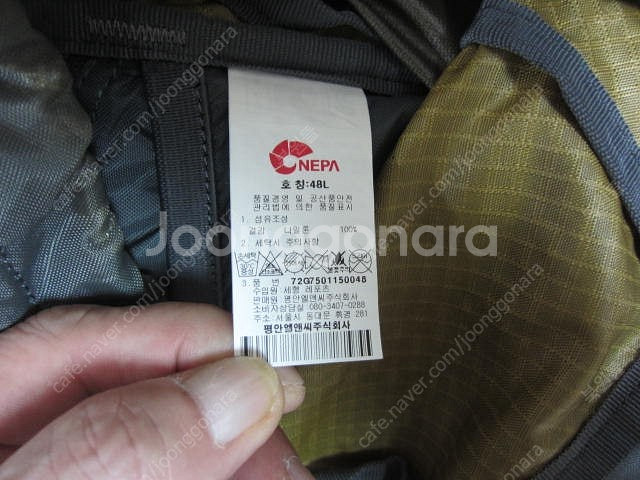 NEPA
호 칭:48L
품질경영 및 공산품안전
관리법에 의한 품질표시
1. 섬유조성
겉감 나일론 100%
2. 세탁시 주의사항
3. 품 번 72G7501150048
수입원:세형 레포츠
판매원:평안엘앤씨주식회사
소비자상담실 080-3407-0288
주소:서울시 동대문 휘경 281
평안엘앤씨주식회사
Joonggonara
cafe.naver.com/joonggonara